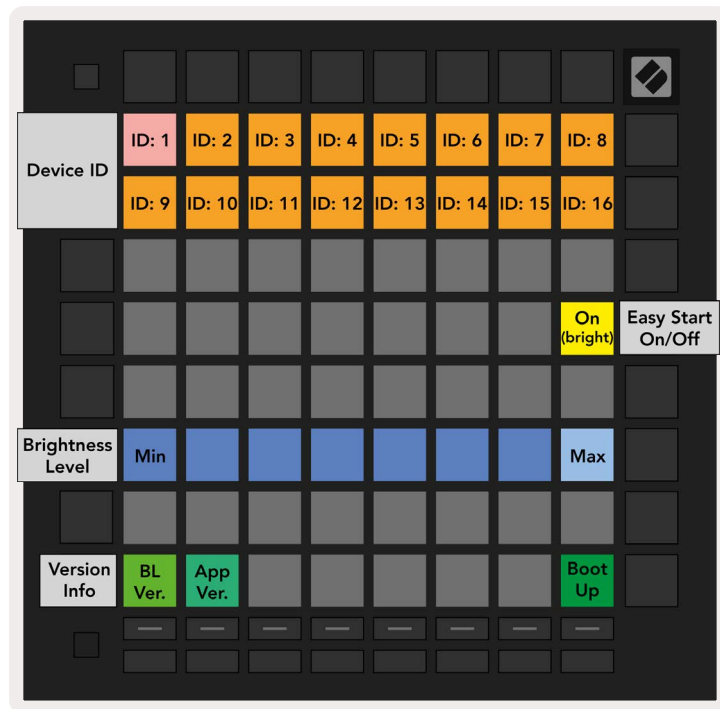 ID: 1 ID: 2 ID: 3 ID: 4 ID: 5 ID: 6 ID: 7 ID: 8
Device ID
ID: 9 ID: 10 ID: 11 ID: 12 ID: 13 ID: 14 ID: 15 ID: 16
On
(bright)
Easy Start
On/Off
Brightness
Level
Min
Max
Version
Info
BL
Ver.
App
Ver.
Boot
Up